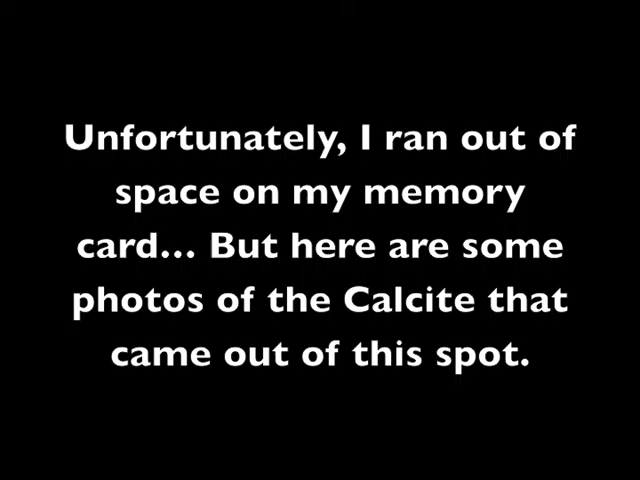 Unfortunately, I ran out of
space on my memory
card... But here are some
photos of the Calcite that
came out of this spot.